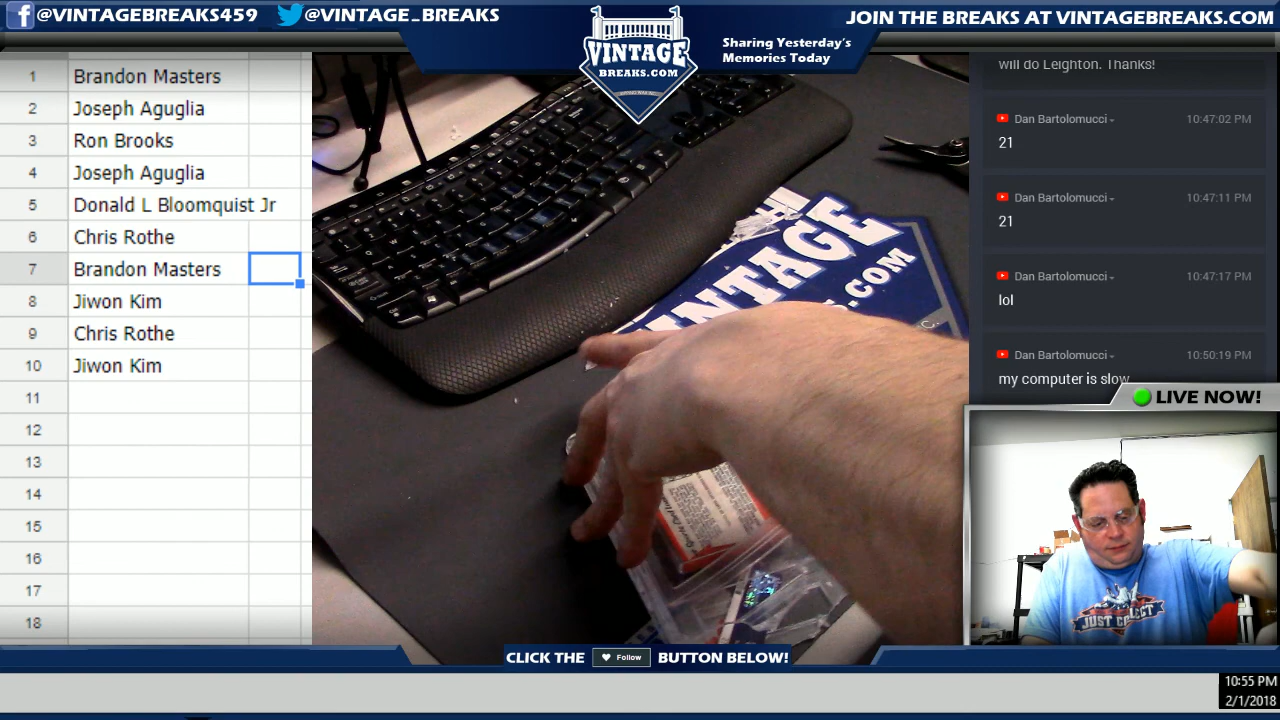 @VINTAGEBREAKS459
@VINTAGE_BREAKS
VINTAGE
BREAKS.COM
Sharing Yesterday's
Memories Today
JOIN THE BREAKS AT VINTAGEBREAKS.COM
1 Brandon Masters
2 Joseph Aguglia
3 Ron Brooks
4 Joseph Aguglia
5 Donald L Bloomquist Jr
6 Chris Rothe
7 Brandon Masters
8 Jiwon Kim
9 Chris Rothe
10 Jiwon Kim
11
12
13
14
15
16
17
18
VINTAGE
.COM
will do Leighton. Thanks!
Dan Bartolomucci 10:47:02 PM
21
Dan Bartolomucci 10:47:11 PM
21
Dan Bartolomucci 10:47:17 PM
lol
Dan Bartolomucci 10:50:19 PM
my computer is slow
LIVE NOW!
JUST COLLECT
CLICK THE Follow BUTTON BELOW!
10:55 PM
2/1/2018